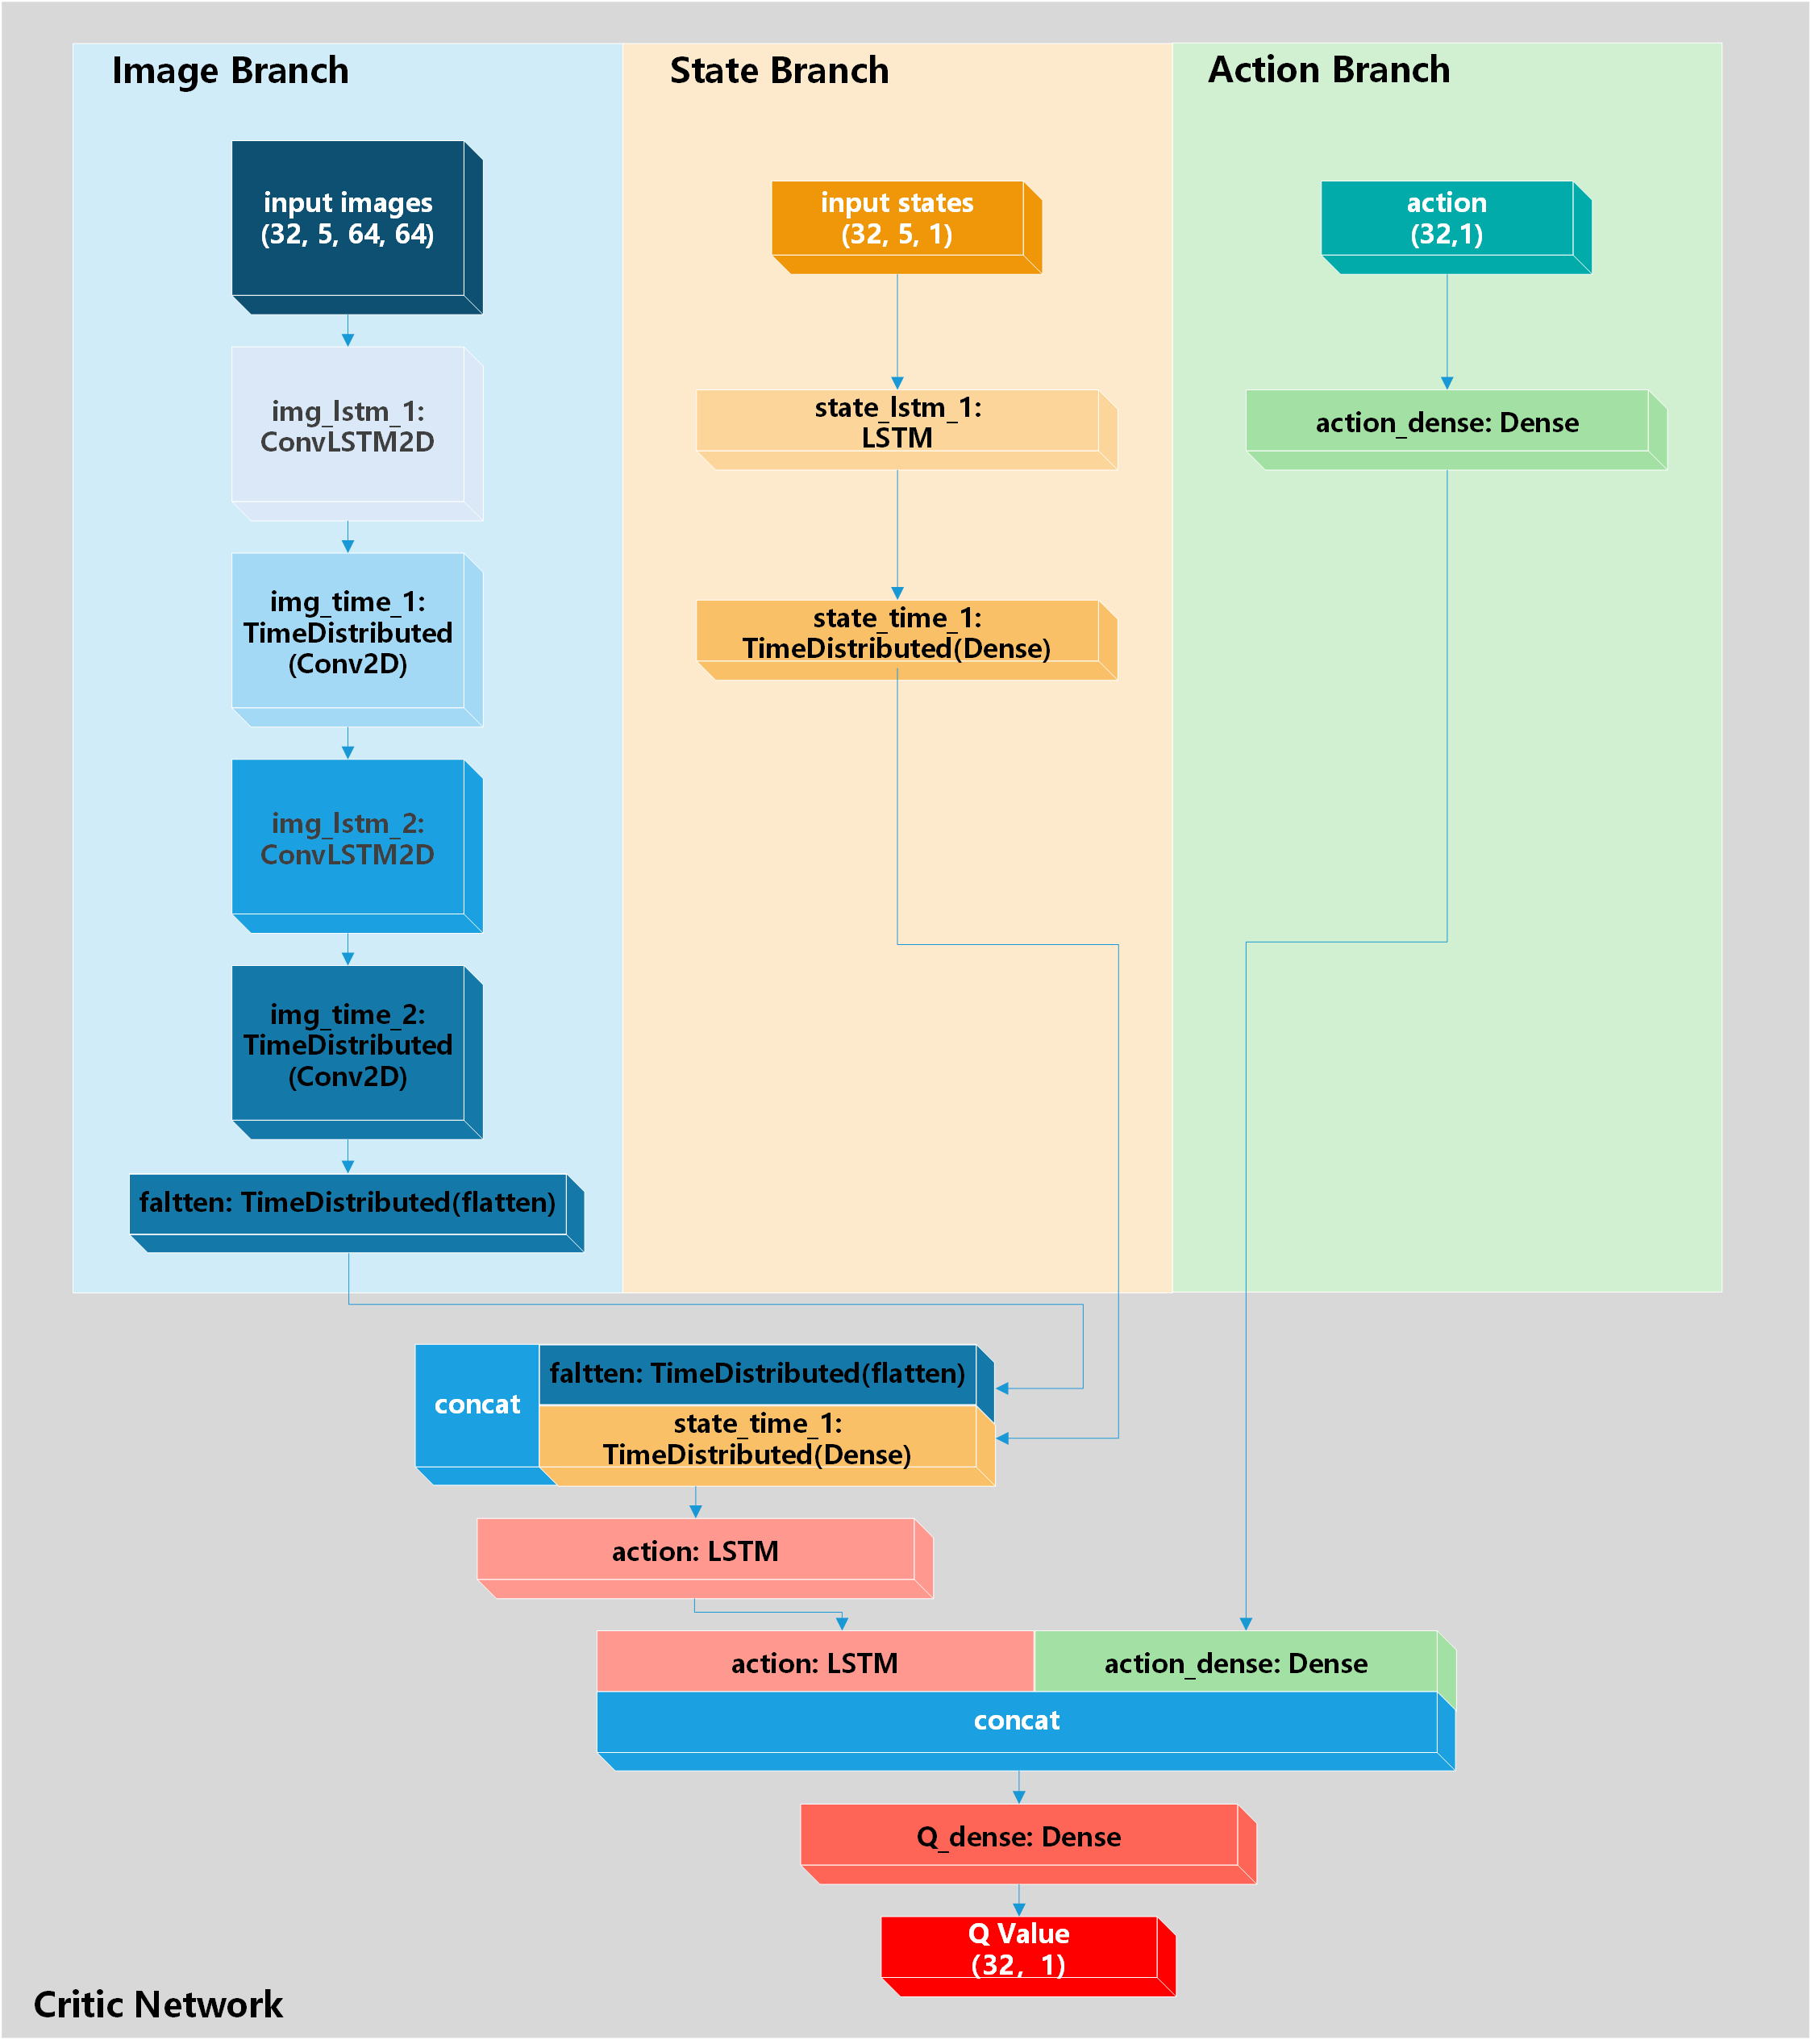 Image Branch
input images
(32, 5, 64, 64)
img_lstm_1:
ConvLSTM2D
img_time_1:
TimeDistributed
(Conv2D)
img_lstm_2:
ConvLSTM2D
img_time_2:
TimeDistributed
(Conv2D)
faltten: TimeDistributed(flatten)
State Branch
input states
(32, 5, 1)
state_lstm_1:
LSTM
state_time_1:
TimeDistributed(Dense)
Action Branch
action
(32,1)
action_dense: Dense
concat
faltten: TimeDistributed(flatten)
state_time_1:
TimeDistributed(Dense)
action: LSTM
action: LSTM
action_dense: Dense
concat
Q_dense: Dense
Q Value
(32,  1)
Critic Network